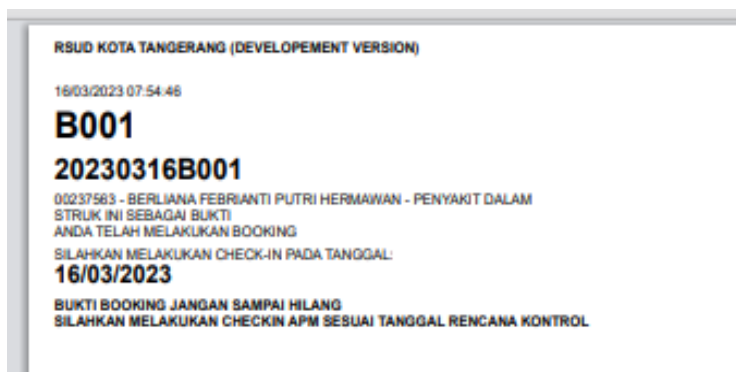 RSUD KOTA TANGERANG (DEVELOPEMENT VERSION)
16/03/2023 07:54:46
B001
20230316B001
00237563 - BERLIANA FEBRIANTI PUTRI HERMAWAN - PENYAKIT DALAM
STRUK INI SEBAGAI BUKTI
ANDA TELAH MELAKUKAN BOOKING
SILAHKAN MELAKUKAN CHECK-IN PADA TANGGAL:
16/03/2023
BUKTI BOOKING JANGAN SAMPAI HILANG
SILAHKAN MELAKUKAN CHECKIN APM SESUAI TANGGAL RENCANA KONTROL